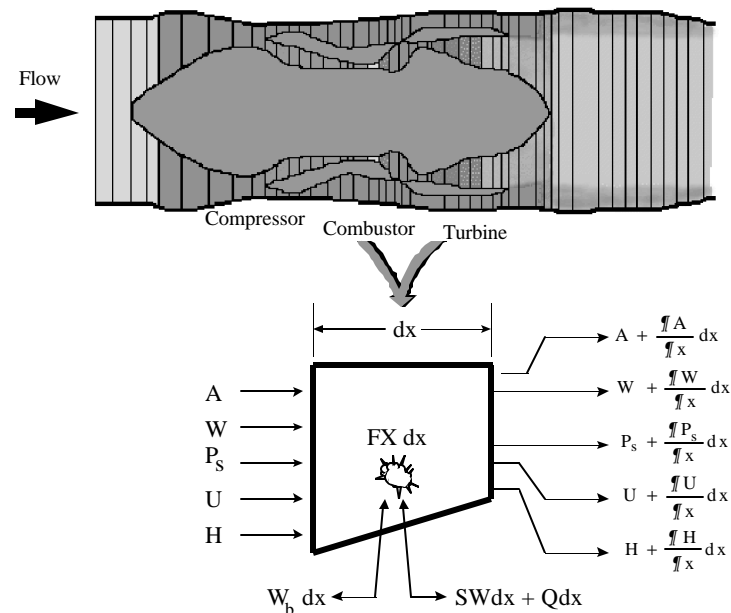 Flow
Compressor
Combustor
Turbine
dx
A
W
P_s
U
H
FX dx
W_b dx
SWdx + Qdx
A + ¶A/¶x dx
W + ¶W/¶x dx
P_s + ¶P_s/¶x dx
U + ¶U/¶x dx
H + ¶H/¶x dx